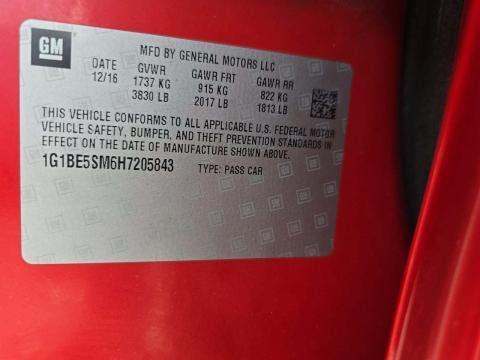 GM
MFD BY GENERAL MOTORS LLC
DATE GVWR GAWR FRT GAWR RR
12/16 1737 KG 915 KG 822 KG
3830 LB 2017 LB 1813 LB
THIS VEHICLE CONFORMS TO ALL APPLICABLE U.S. FEDERAL MOTOR
VEHICLE SAFETY, BUMPER, AND THEFT PREVENTION STANDARDS IN
EFFECT ON THE DATE OF MANUFACTURE SHOWN ABOVE.
1G1BE5SM6H7205843 TYPE: PASS CAR